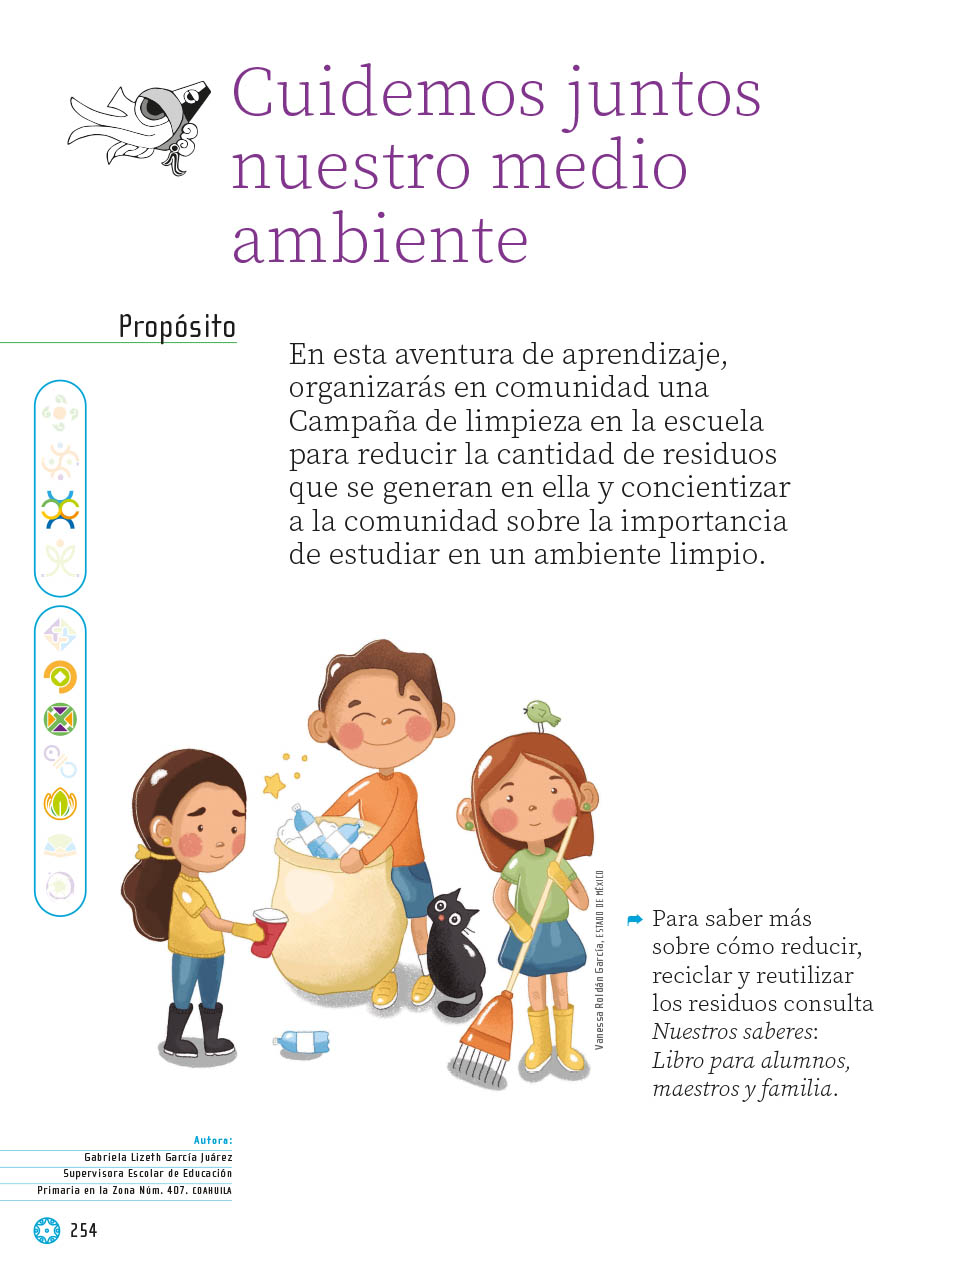 Cuidemos juntos
nuestro medio
ambiente
Propósito
En esta aventura de aprendizaje,
organizarás en comunidad una
Campaña de limpieza en la escuela
para reducir la cantidad de residuos
que se generan en ella y concientizar
a la comunidad sobre la importancia
de estudiar en un ambiente limpio.
Vanessa Roldán García, ESTADO DE MÉXICO
Para saber más
sobre cómo reducir,
reciclar y reutilizar
los residuos consulta
Nuestros saberes:
Libro para alumnos,
maestros y familia.
Autora:
Gabriela Lizeth García Juárez
Supervisora Escolar de Educación
Primaria en la Zona Núm. 407. COAHUILA
254